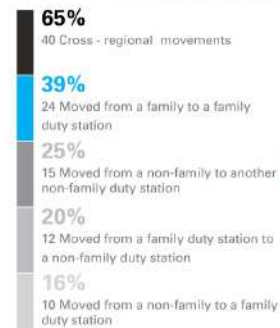 65%
40 Cross - regional movements
39%
24 Moved from a family to a family
duty station
25%
15 Moved from a non-family to another
non-family duty station
20%
12 Moved from a family duty station to
a non-family duty station
16%
10 Moved from a non-family to a family
duty station